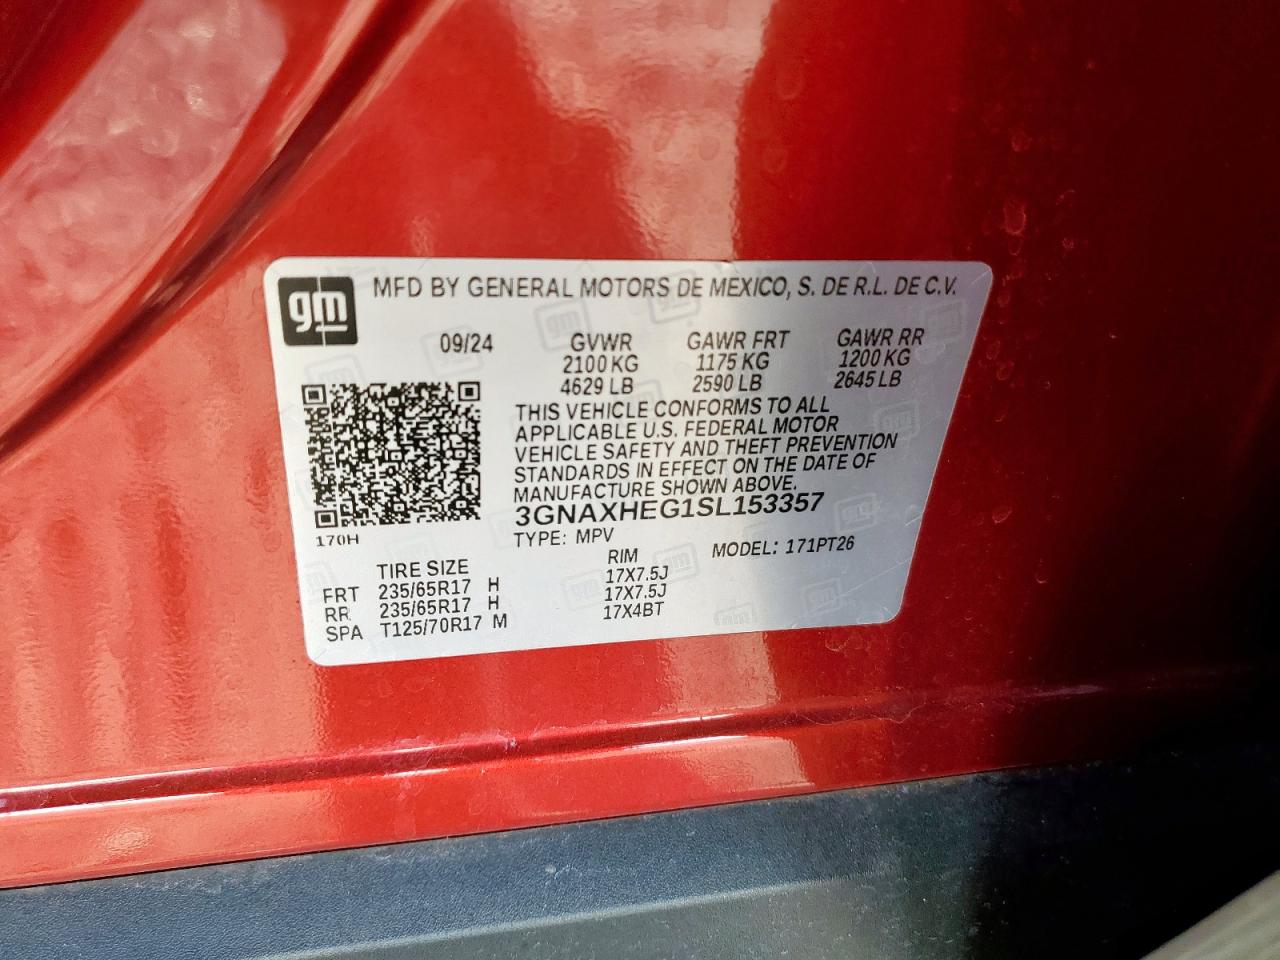 gm
MFD BY GENERAL MOTORS DE MEXICO, S. DE R.L. DE C.V.
09/24 GVWR GAWR FRT GAWR RR
2100 KG 1175 KG 1200 KG
4629 LB 2590 LB 2645 LB
THIS VEHICLE CONFORMS TO ALL
APPLICABLE U.S. FEDERAL MOTOR
VEHICLE SAFETY AND THEFT PREVENTION
STANDARDS IN EFFECT ON THE DATE OF
MANUFACTURE SHOWN ABOVE.
3GNAXHEG1SL153357
170H
TYPE: MPV MODEL: 171PT26
TIRE SIZE RIM
FRT 235/65R17 H 17X7.5J
RR 235/65R17 H 17X7.5J
SPA T125/70R17 M 17X4BT